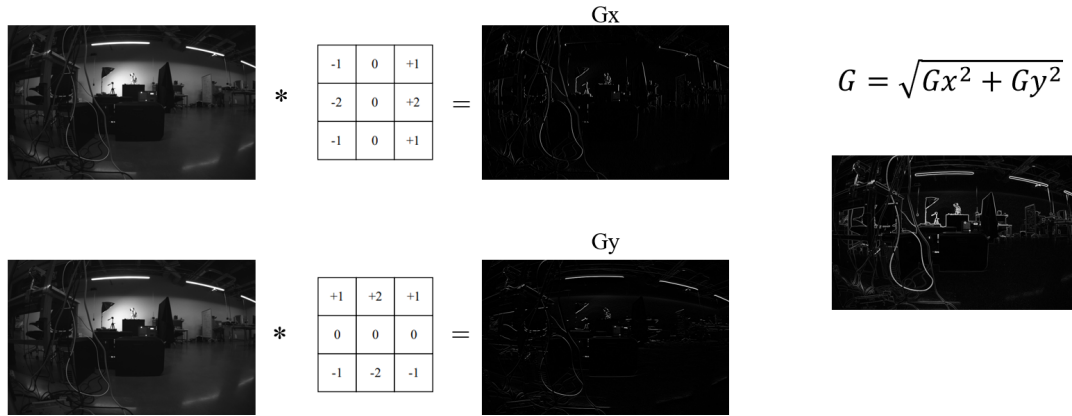 Gx
* -1 0 +1 =
-2 0 +2
-1 0 +1
G = √Gx² + Gy²
Gy
* +1 +2 +1 =
0 0 0
-1 -2 -1